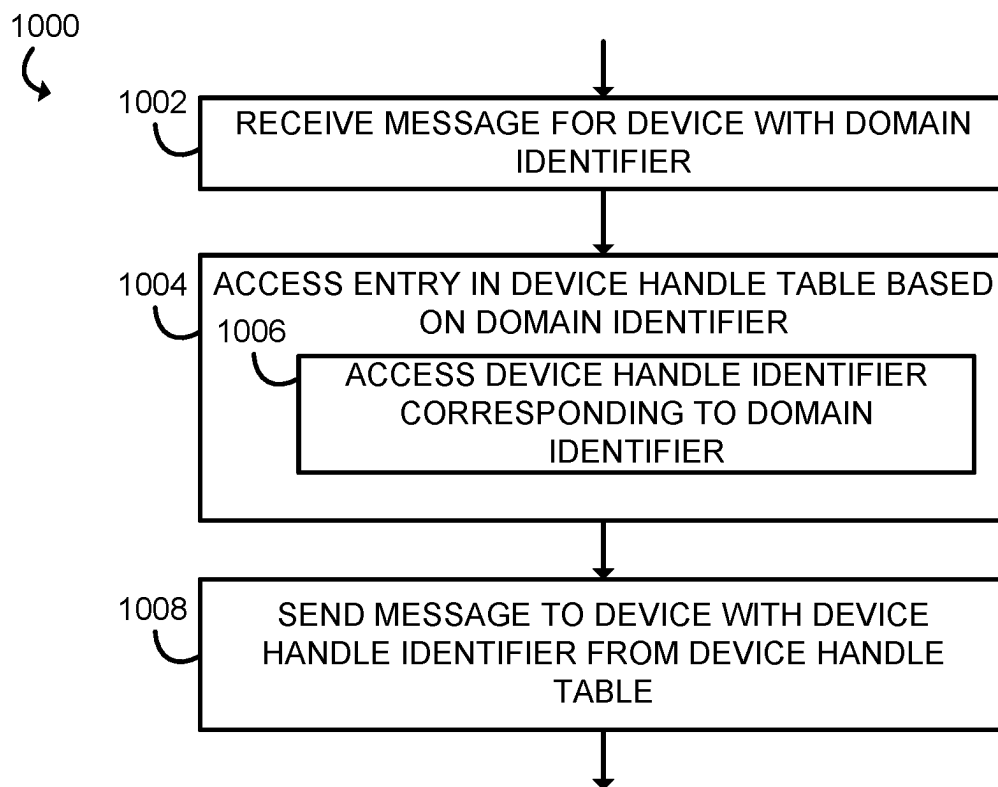 1000
1002
RECEIVE MESSAGE FOR DEVICE WITH DOMAIN
IDENTIFIER
1004
ACCESS ENTRY IN DEVICE HANDLE TABLE BASED
ON DOMAIN IDENTIFIER
1006
ACCESS DEVICE HANDLE IDENTIFIER
CORRESPONDING TO DOMAIN
IDENTIFIER
1008
SEND MESSAGE TO DEVICE WITH DEVICE
HANDLE IDENTIFIER FROM DEVICE HANDLE
TABLE